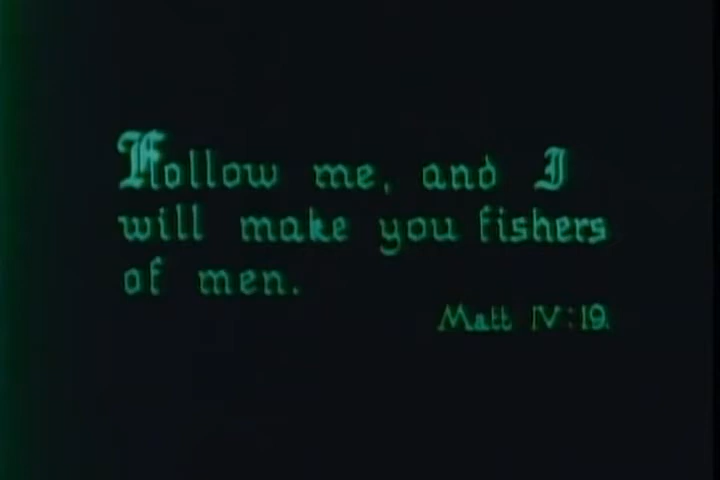 Follow me, and I
will make you fishers
of men.
Matt IV:19.